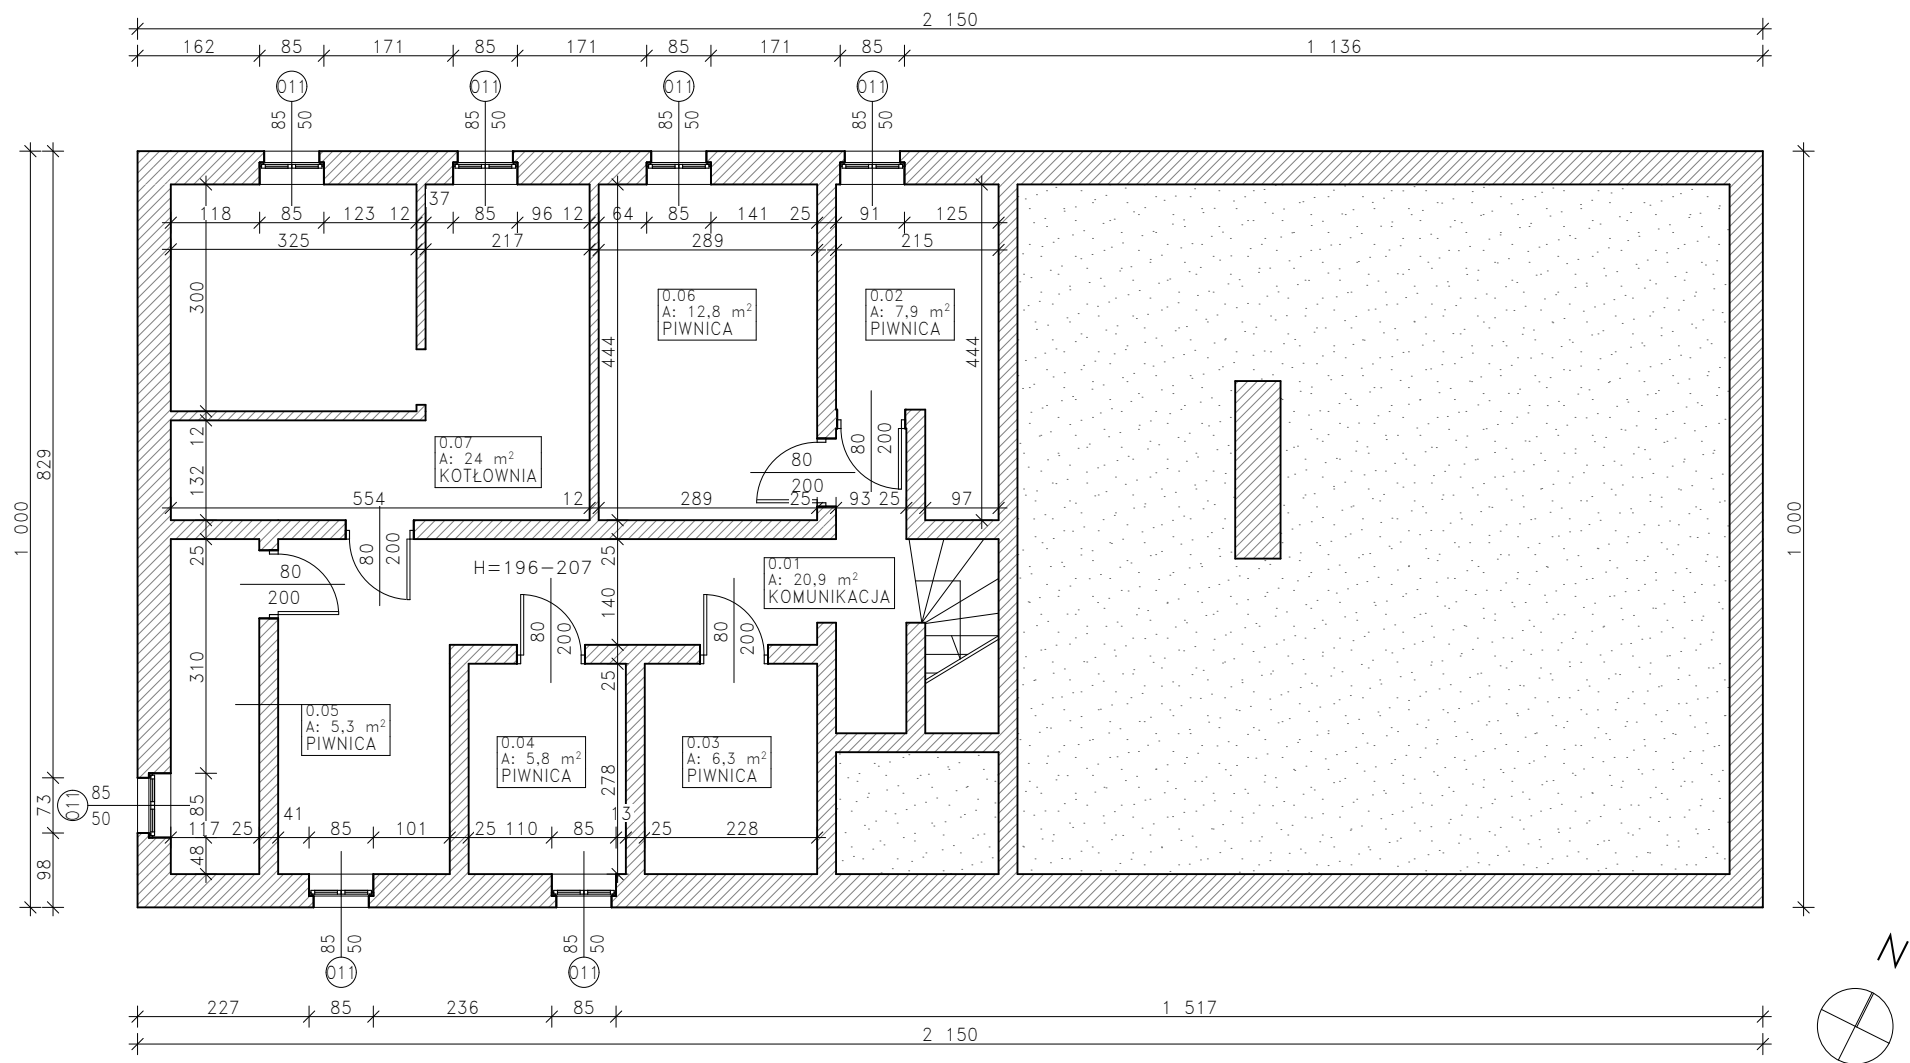 2 150
162 85 171 85 171 85 171 85 1 136
011 011 011 011
85 50 85 50 85 50 85 50
37
118 85 123 12 85 96 12 64 85 141 25 91 125
325 217 289 215
300
444
444
0.06
A: 12,8 m²
PIWNICA
0.02
A: 7,9 m²
PIWNICA
829
1 000
1 000
12
132
0.07
A: 24 m²
KOTŁOWNIA
80
200
80
200
554 12 289 25 93 25 97
25
80
200
80
200
H=196-207
25
140
0.01
A: 20,9 m²
KOMUNIKACJA
80
200
80
200
310
25
0.05
A: 5,3 m²
PIWNICA
0.04
A: 5,8 m²
PIWNICA
0.03
A: 6,3 m²
PIWNICA
278
73
98
011
85
50
85
48
41
13
117 25 85 101 25 110 85 25 228
85 50 85 50
011 011
N
227 85 236 85 1 517
2 150